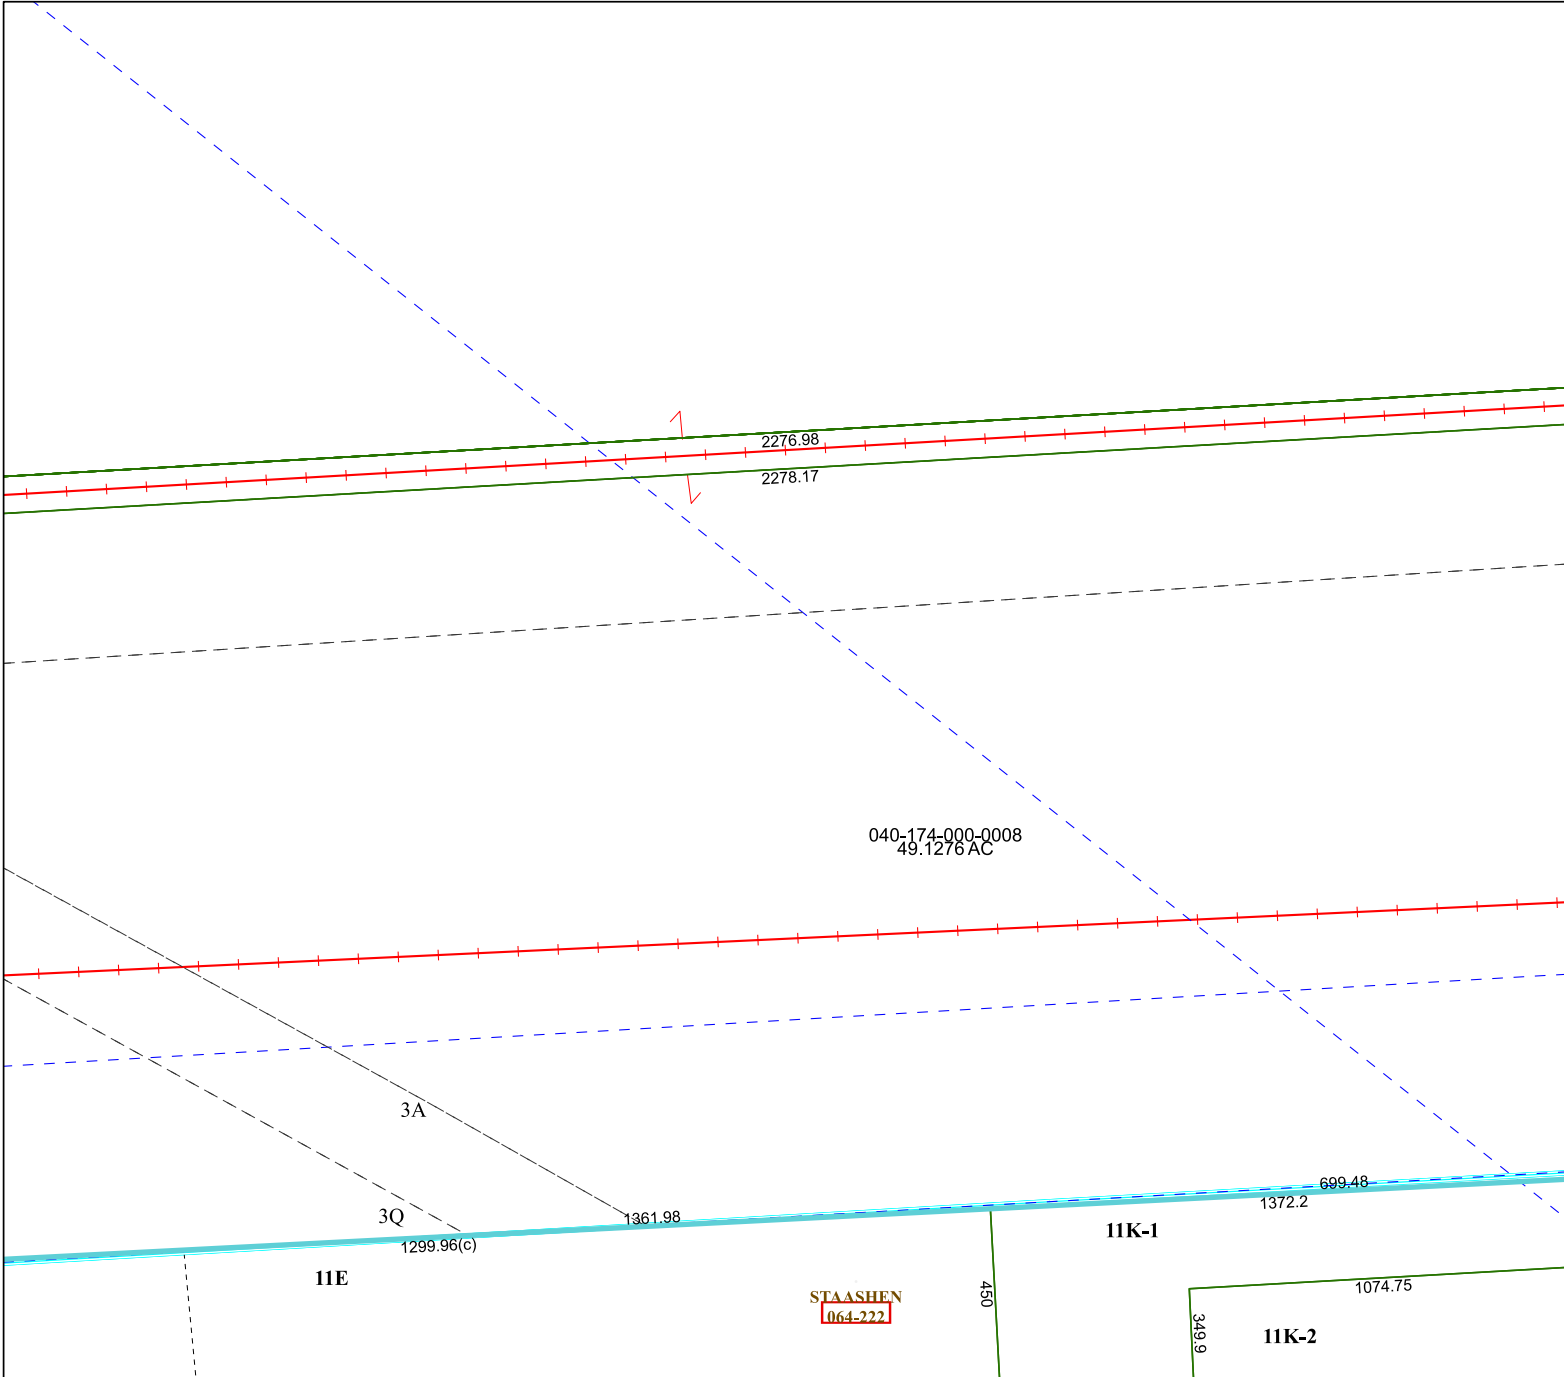 2276.98
2278.17
040-174-000-0008
49.1276 AC
3A
699.48
1372.2
3Q
1361.98
11K-1
1299.96(c)
11E
450
1074.75
STAASHEN
064-222
349.9
11K-2